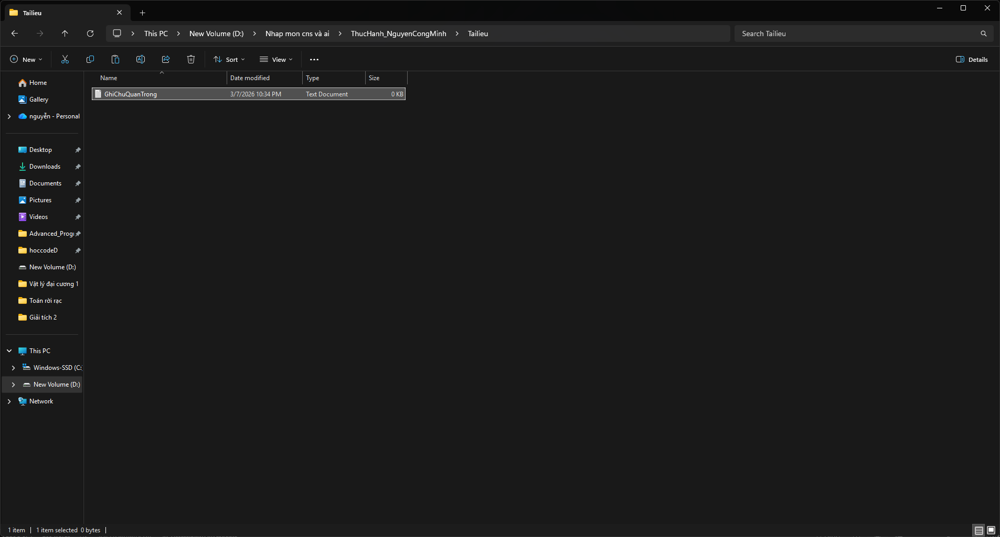 Tailieu
This PC
New Volume (D:)
Nhap mon cns và ai
ThucHanh_NguyenCongMinh
Tailieu
Search Tailieu
New
Sort
View
Details
Name
Date modified
Type
Size
GhiChuQuanTrong
3/7/2026 10:34 PM
Text Document
0 KB
Home
Gallery
nguyễn - Personal
Desktop
Downloads
Documents
Pictures
Videos
Advanced_Progr
hoccodeD
New Volume (D:)
Vật lý đại cương 1
Toán rời rạc
Giải tích 2
This PC
Windows-SSD (C:)
New Volume (D:)
Network
1 item
1 item selected 0 bytes